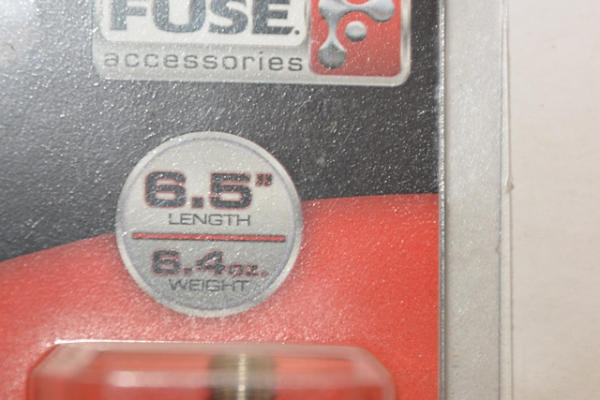 FUSE.
accessories
6.5"
LENGTH
6.4oz.
WEIGHT